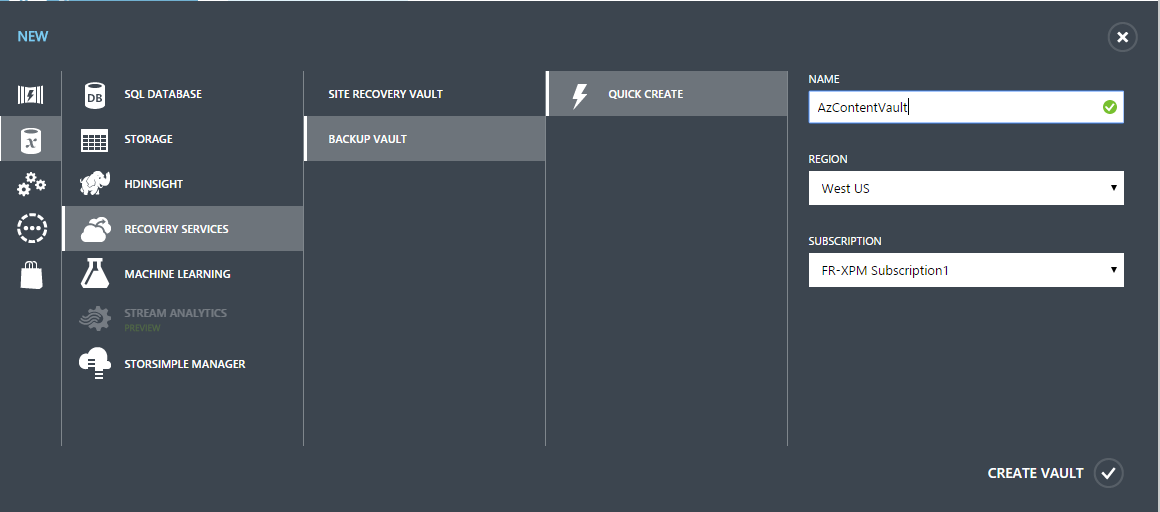 NEW
DB
SQL DATABASE
STORAGE
HDINSIGHT
RECOVERY SERVICES
MACHINE LEARNING
STREAM ANALYTICS
PREVIEW
STORSIMPLE MANAGER
SITE RECOVERY VAULT
BACKUP VAULT
QUICK CREATE
NAME
AzContentVault
REGION
West US
SUBSCRIPTION
FR-XPM Subscription1
CREATE VAULT